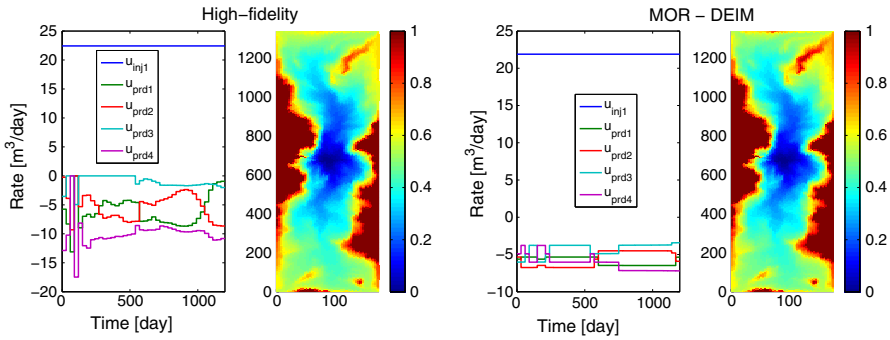 High−fidelity
25
20
15
10
5
0
−5
−10
−15
−20
Rate [m³/day]
0 500 1000
Time [day]
u_inj1
u_prd1
u_prd2
u_prd3
u_prd4
1200
1000
800
600
400
200
0
100
1
0.8
0.6
0.4
0.2
0
MOR − DEIM
25
20
15
10
5
0
−5
−10
Rate [m³/day]
0 500 1000
Time [day]
u_inj1
u_prd1
u_prd2
u_prd3
u_prd4
1200
1000
800
600
400
200
0
100
1
0.8
0.6
0.4
0.2
0